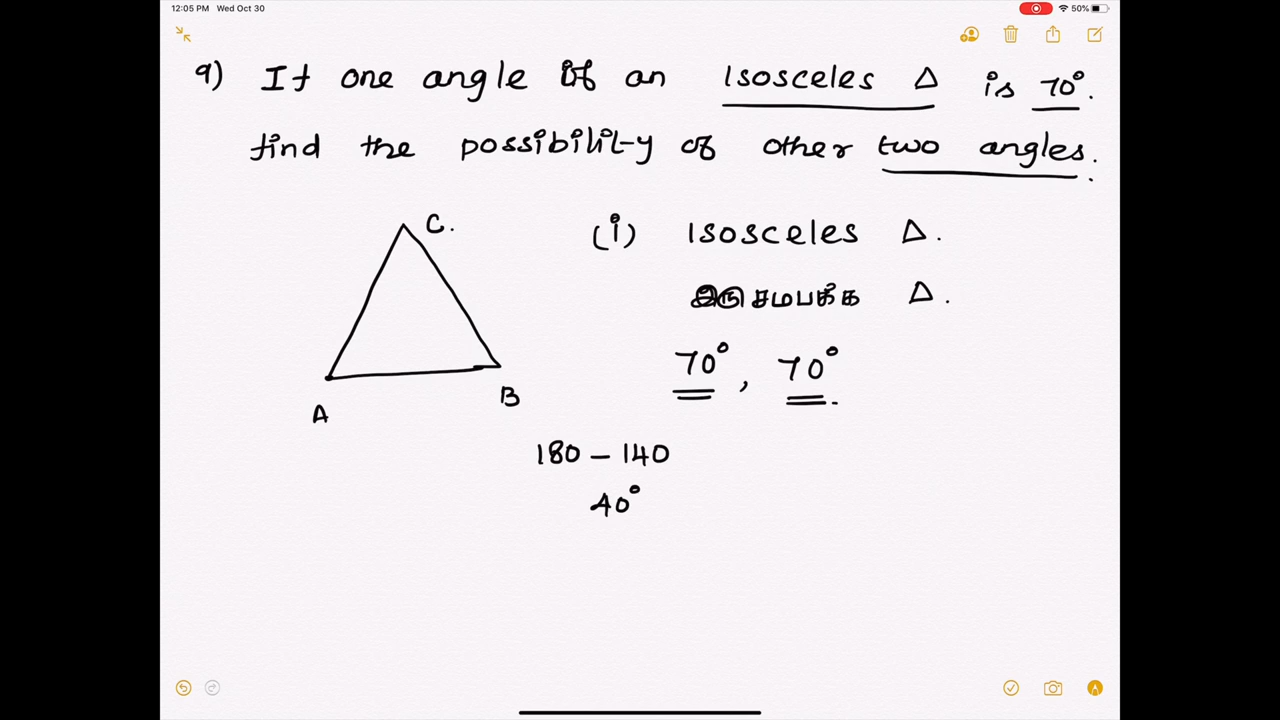 12:05 PM Wed Oct 30
50%
9) If one angle of an Isosceles Δ is 70°.
find the possibility of other two angles.
C.
(i) Isosceles Δ.
இரு சமபக்க Δ.
70°, 70°.
A
B
180 – 140
40°